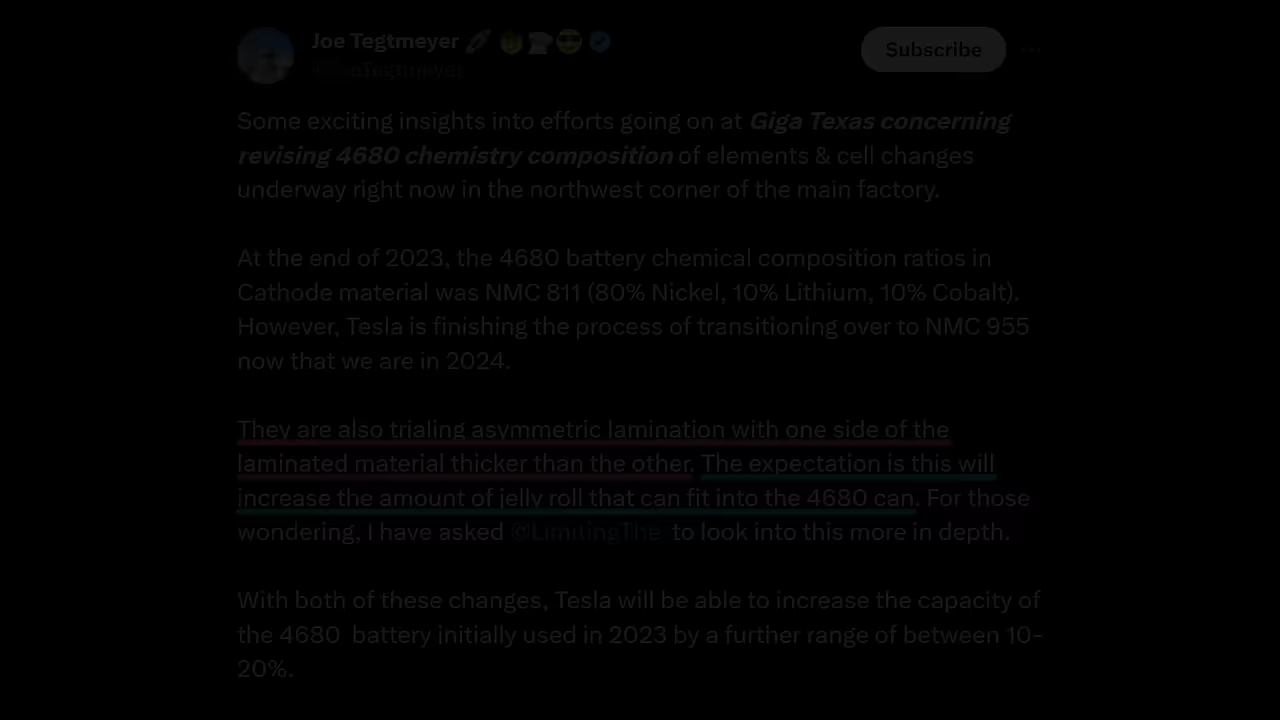 Joe Tegtmeyer
@JoeTegtmeyer
Subscribe
Some exciting insights into efforts going on at Giga Texas concerning
revising 4680 chemistry composition of elements & cell changes
underway right now in the northwest corner of the main factory.
At the end of 2023, the 4680 battery chemical composition ratios in
Cathode material was NMC 811 (80% Nickel, 10% Lithium, 10% Cobalt).
However, Tesla is finishing the process of transitioning over to NMC 955
now that we are in 2024.
They are also trialing asymmetric lamination with one side of the
laminated material thicker than the other. The expectation is this will
increase the amount of jelly roll that can fit into the 4680 can. For those
wondering, I have asked @LimitingThe to look into this more in depth.
With both of these changes, Tesla will be able to increase the capacity of
the 4680 battery initially used in 2023 by a further range of between 10-
20%.